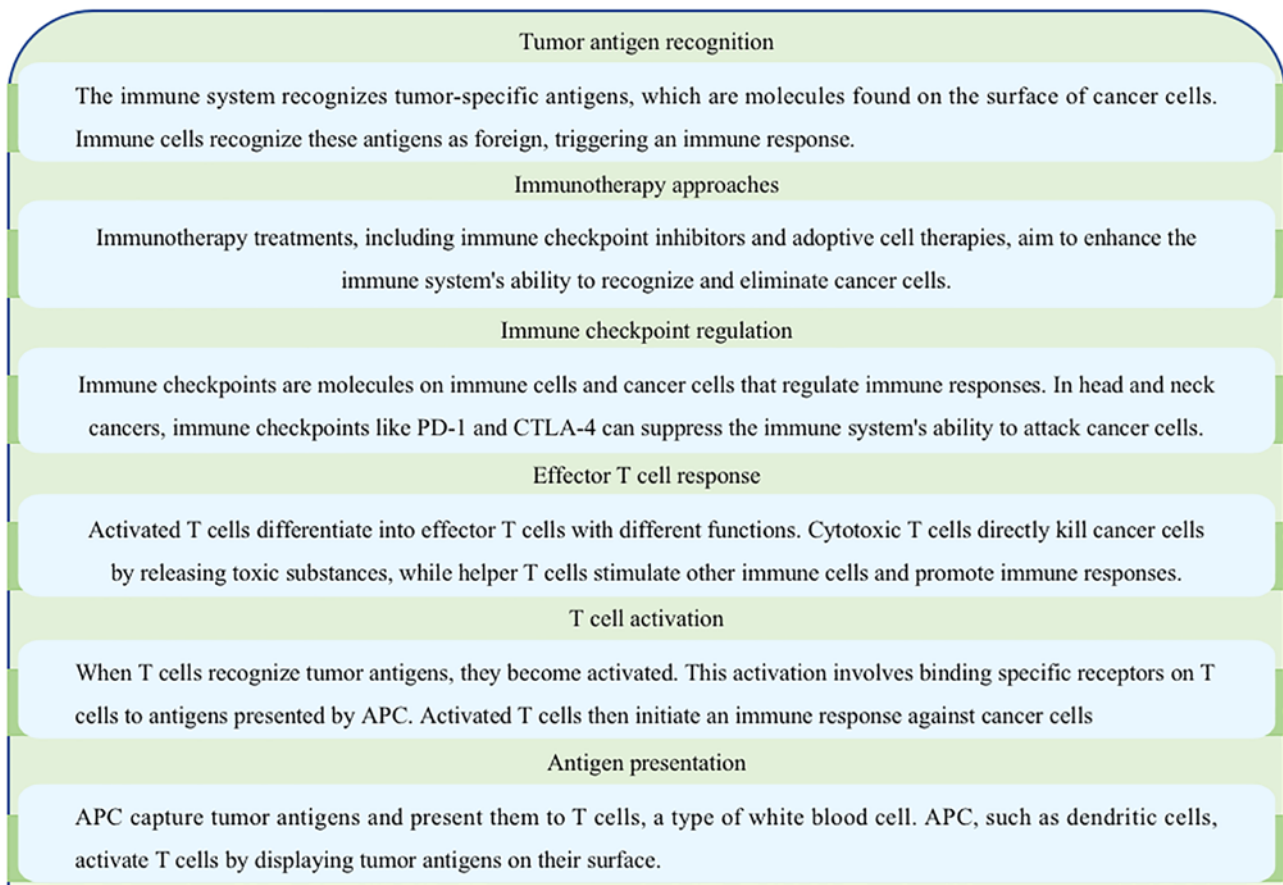 Tumor antigen recognition
The immune system recognizes tumor-specific antigens, which are molecules found on the surface of cancer cells.
Immune cells recognize these antigens as foreign, triggering an immune response.
Immunotherapy approaches
Immunotherapy treatments, including immune checkpoint inhibitors and adoptive cell therapies, aim to enhance the
immune system's ability to recognize and eliminate cancer cells.
Immune checkpoint regulation
Immune checkpoints are molecules on immune cells and cancer cells that regulate immune responses. In head and neck
cancers, immune checkpoints like PD-1 and CTLA-4 can suppress the immune system's ability to attack cancer cells.
Effector T cell response
Activated T cells differentiate into effector T cells with different functions. Cytotoxic T cells directly kill cancer cells
by releasing toxic substances, while helper T cells stimulate other immune cells and promote immune responses.
T cell activation
When T cells recognize tumor antigens, they become activated. This activation involves binding specific receptors on T
cells to antigens presented by APC. Activated T cells then initiate an immune response against cancer cells
Antigen presentation
APC capture tumor antigens and present them to T cells, a type of white blood cell. APC, such as dendritic cells,
activate T cells by displaying tumor antigens on their surface.